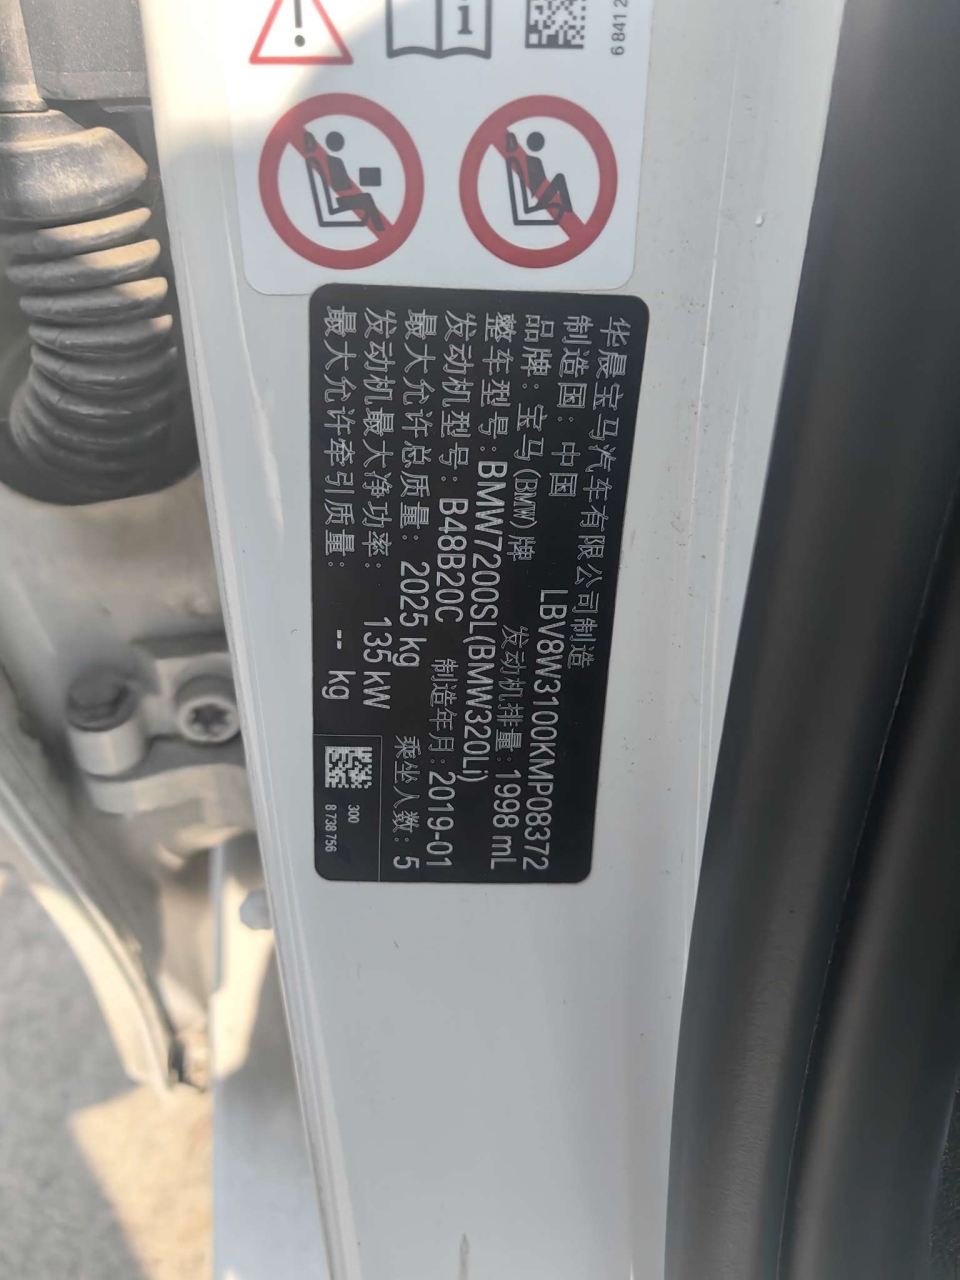 68412
华晨宝马汽车有限公司制造
制造国：中国 LBV8W3100KMP08372
品牌：宝马(BMW)牌 发动机排量：1998 mL
整车型号：BMW7200SL(BMW320Li)
发动机型号：B48B20C 制造年月：2019-01
最大允许总质量：2025 kg 乘坐人数：5
发动机最大净功率：135 kW
最大允许牵引质量：-- kg
300
8 738 756